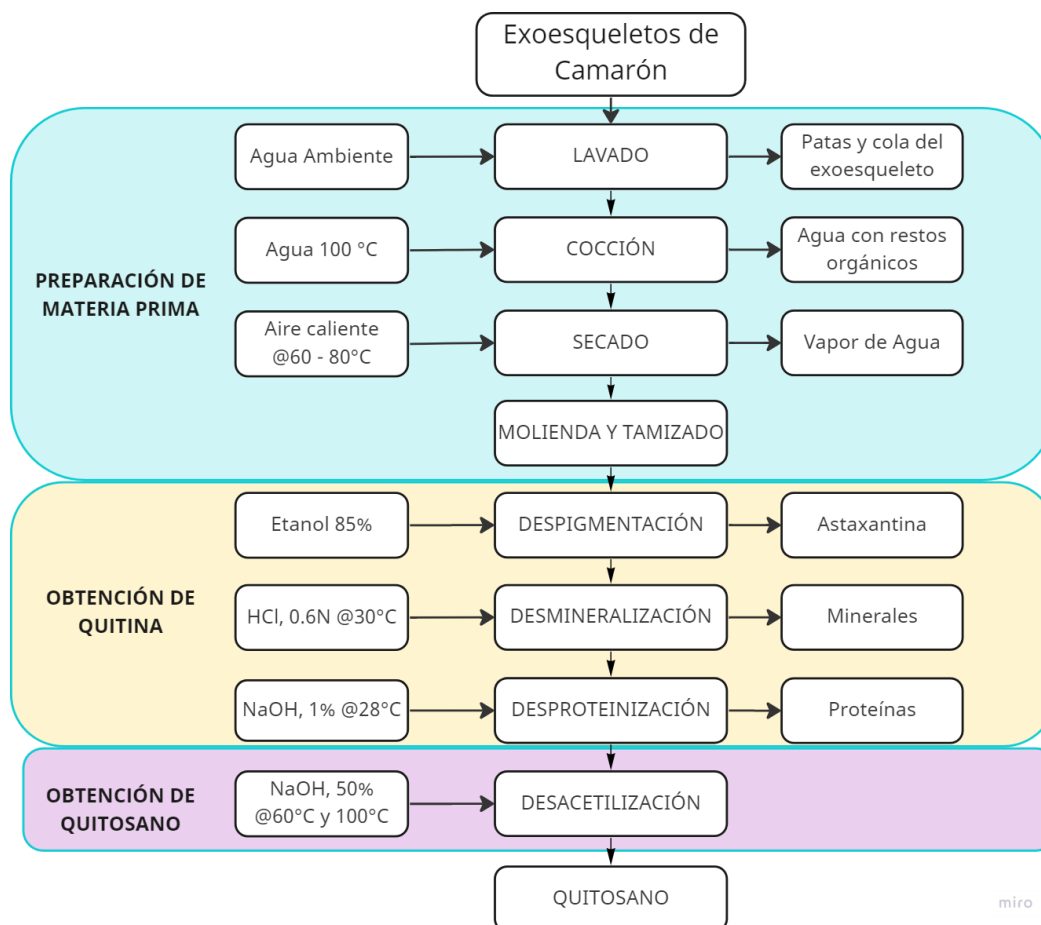 Exoesqueletos de
Camarón
Agua Ambiente
LAVADO
Patas y cola del
exoesqueleto
Agua 100 °C
COCCIÓN
Agua con restos
orgánicos
PREPARACIÓN DE
MATERIA PRIMA
Aire caliente
@60 - 80°C
SECADO
Vapor de Agua
MOLIENDA Y TAMIZADO
Etanol 85%
DESPIGMENTACIÓN
Astaxantina
OBTENCIÓN DE
QUITINA
HCl, 0.6N @30°C
DESMINERALIZACIÓN
Minerales
NaOH, 1% @28°C
DESPROTEINIZACIÓN
Proteínas
OBTENCIÓN DE
QUITOSANO
NaOH, 50%
@60°C y 100°C
DESACETILIZACIÓN
QUITOSANO
miro